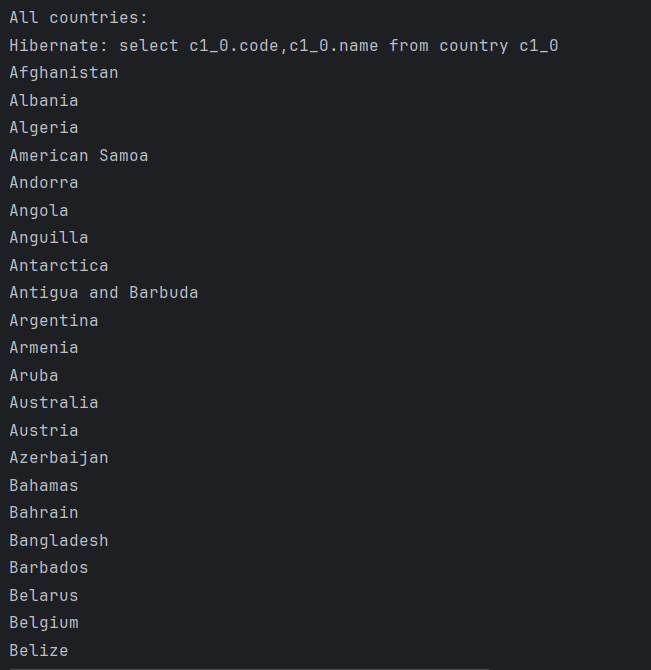 All countries:
Hibernate: select c1_0.code,c1_0.name from country c1_0
Afghanistan
Albania
Algeria
American Samoa
Andorra
Angola
Anguilla
Antarctica
Antigua and Barbuda
Argentina
Armenia
Aruba
Australia
Austria
Azerbaijan
Bahamas
Bahrain
Bangladesh
Barbados
Belarus
Belgium
Belize